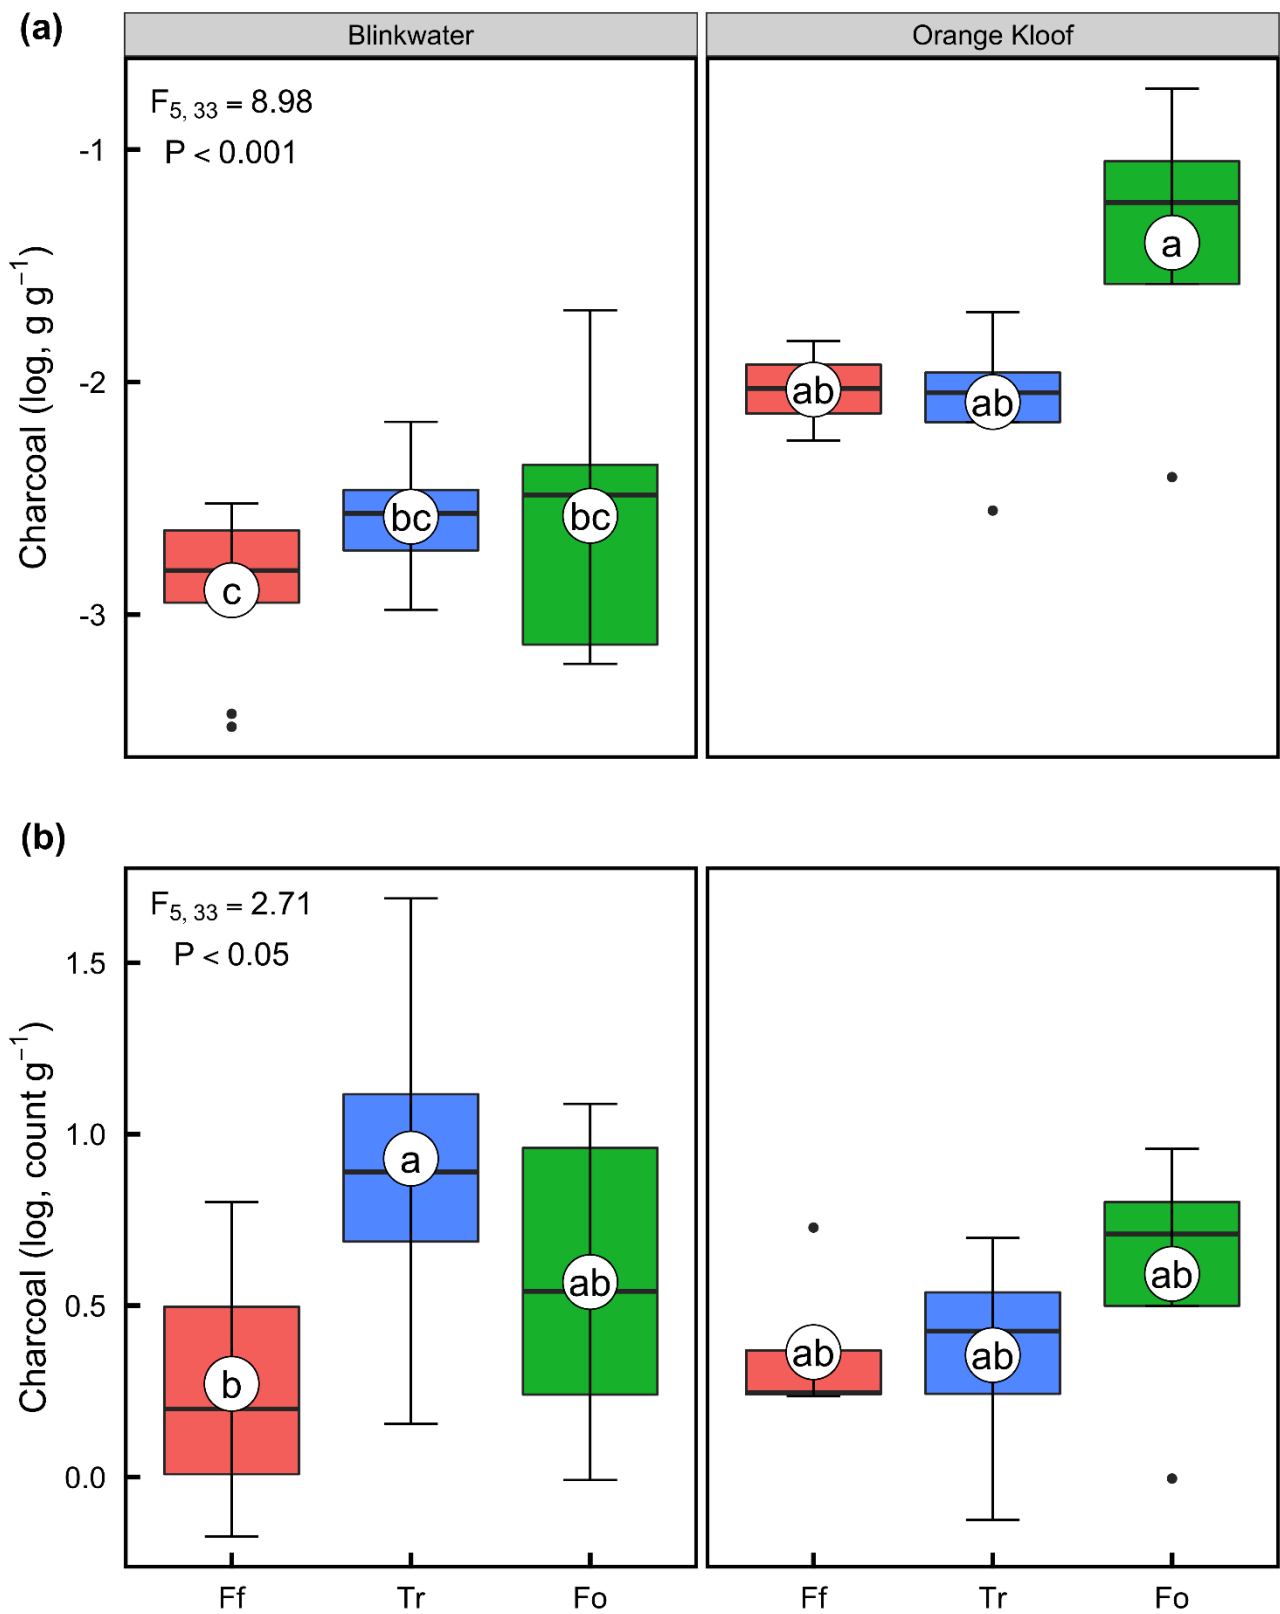 (a)
Blinkwater
Orange Kloof
F5, 33 = 8.98
P < 0.001
Charcoal (log, g g−1)
-1
-2
-3
c
bc
bc
ab
ab
a
(b)
F5, 33 = 2.71
P < 0.05
Charcoal (log, count g−1)
1.5
1.0
0.5
0.0
b
a
ab
ab
ab
ab
Ff
Tr
Fo
Ff
Tr
Fo